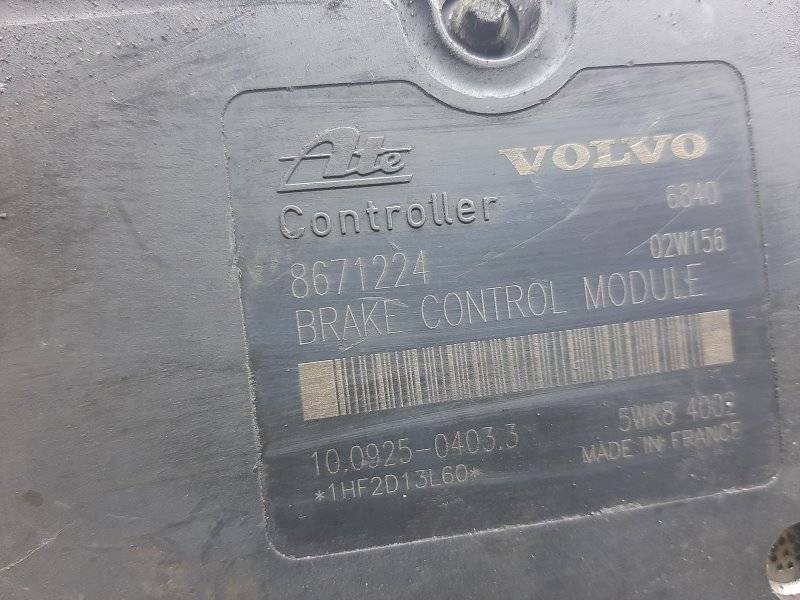 Ate VOLVO
Controller 6840
8671224 02W156
BRAKE CONTROL MODULE
10.0925-0403.3 5WK8 4002
*1HF2D13L60* MADE IN FRANCE